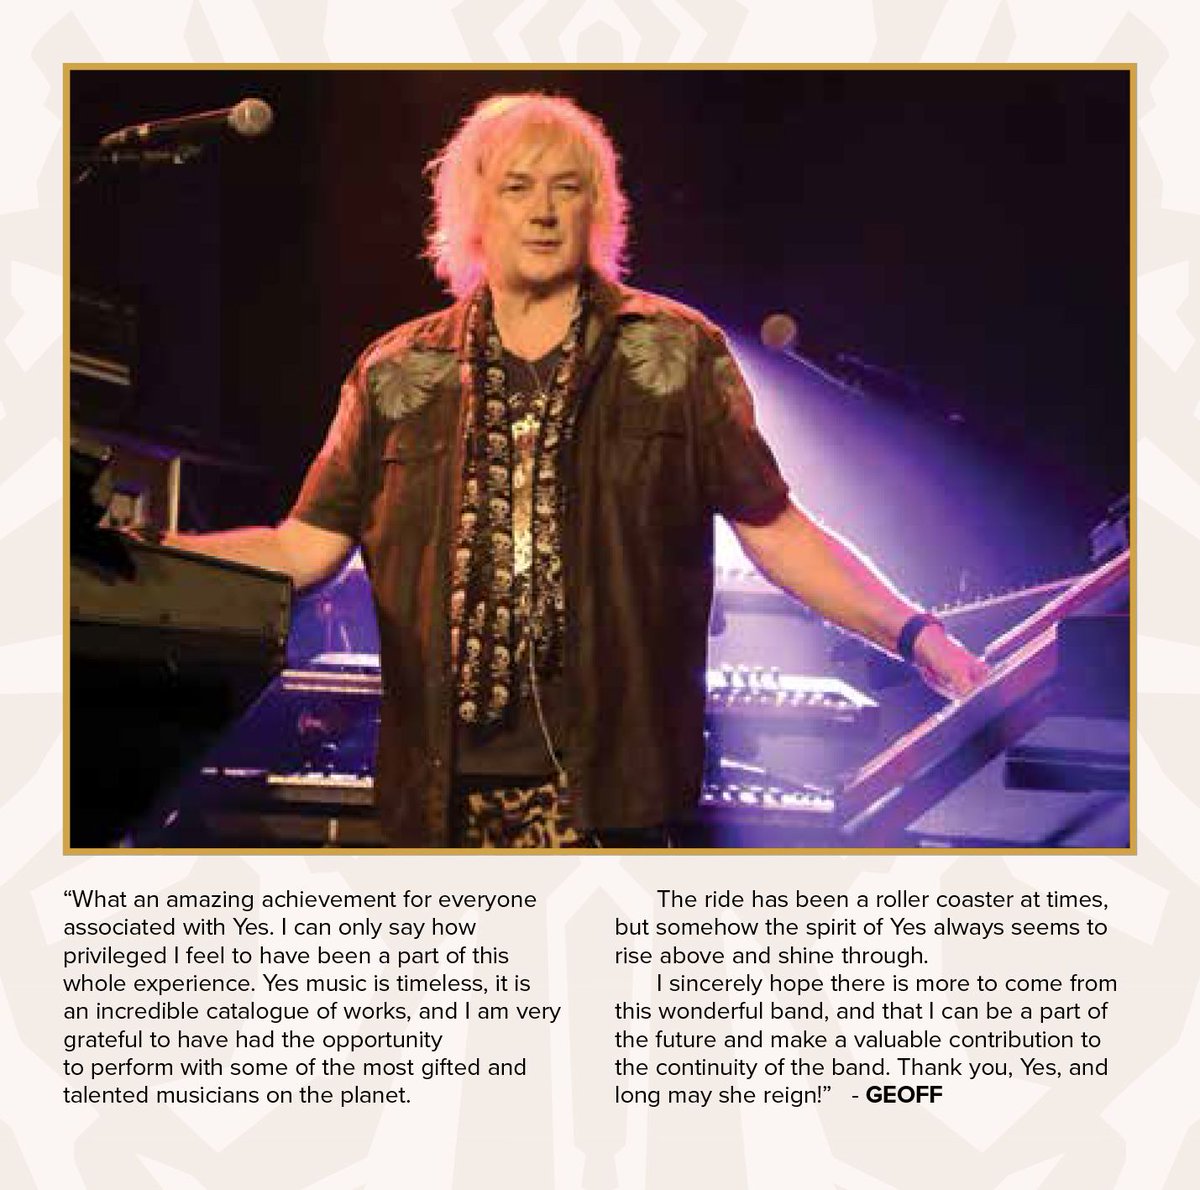 “What an amazing achievement for everyone
associated with Yes. I can only say how
privileged I feel to have been a part of this
whole experience. Yes music is timeless, it is
an incredible catalogue of works, and I am very
grateful to have had the opportunity
to perform with some of the most gifted and
talented musicians on the planet.
The ride has been a roller coaster at times,
but somehow the spirit of Yes always seems to
rise above and shine through.
I sincerely hope there is more to come from
this wonderful band, and that I can be a part of
the future and make a valuable contribution to
the continuity of the band. Thank you, Yes, and
long may she reign!” - GEOFF